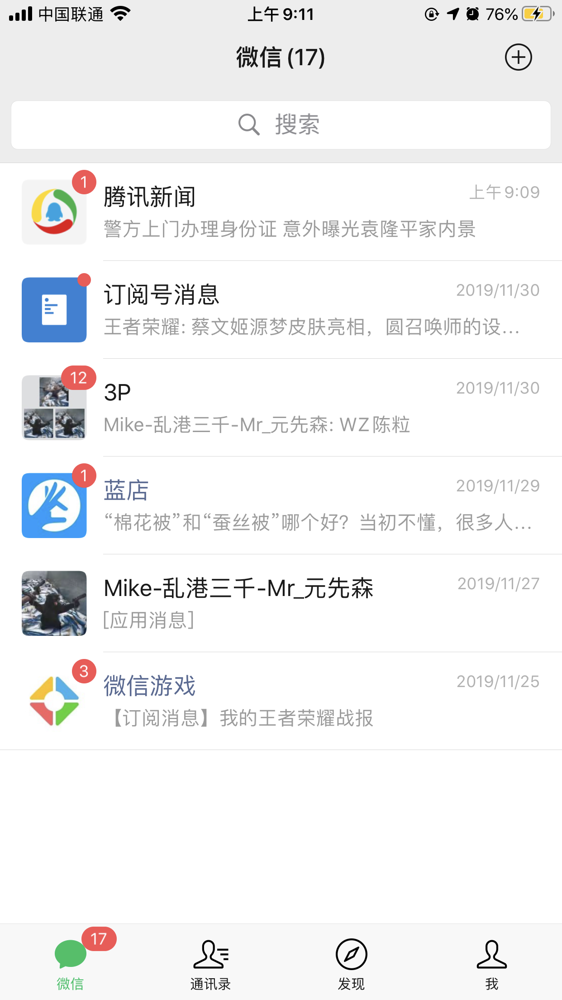 中国联通 上午 9:11 76%
微信(17)
搜索
1
腾讯新闻 上午9:09
警方上门办理身份证 意外曝光袁隆平家内景
订阅号消息 2019/11/30
王者荣耀: 蔡文姬源梦皮肤亮相，圆召唤师的设...
12
3P 2019/11/30
Mike-乱港三千-Mr_元先森: WZ陈粒
1
蓝店 2019/11/29
“棉花被”和“蚕丝被”哪个好？当初不懂，很多人...
Mike-乱港三千-Mr_元先森 2019/11/27
[应用消息]
3
微信游戏 2019/11/25
【订阅消息】我的王者荣耀战报
17
微信 通讯录 发现 我